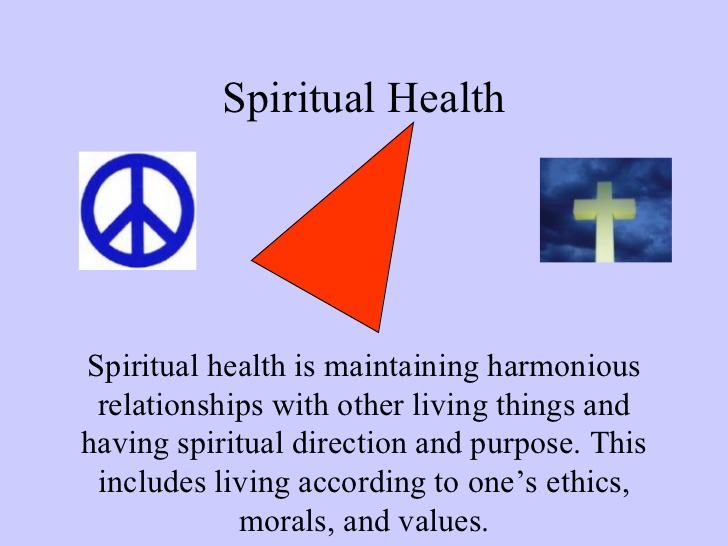 Spiritual Health
Spiritual health is maintaining harmonious
relationships with other living things and
having spiritual direction and purpose. This
includes living according to one’s ethics,
morals, and values.